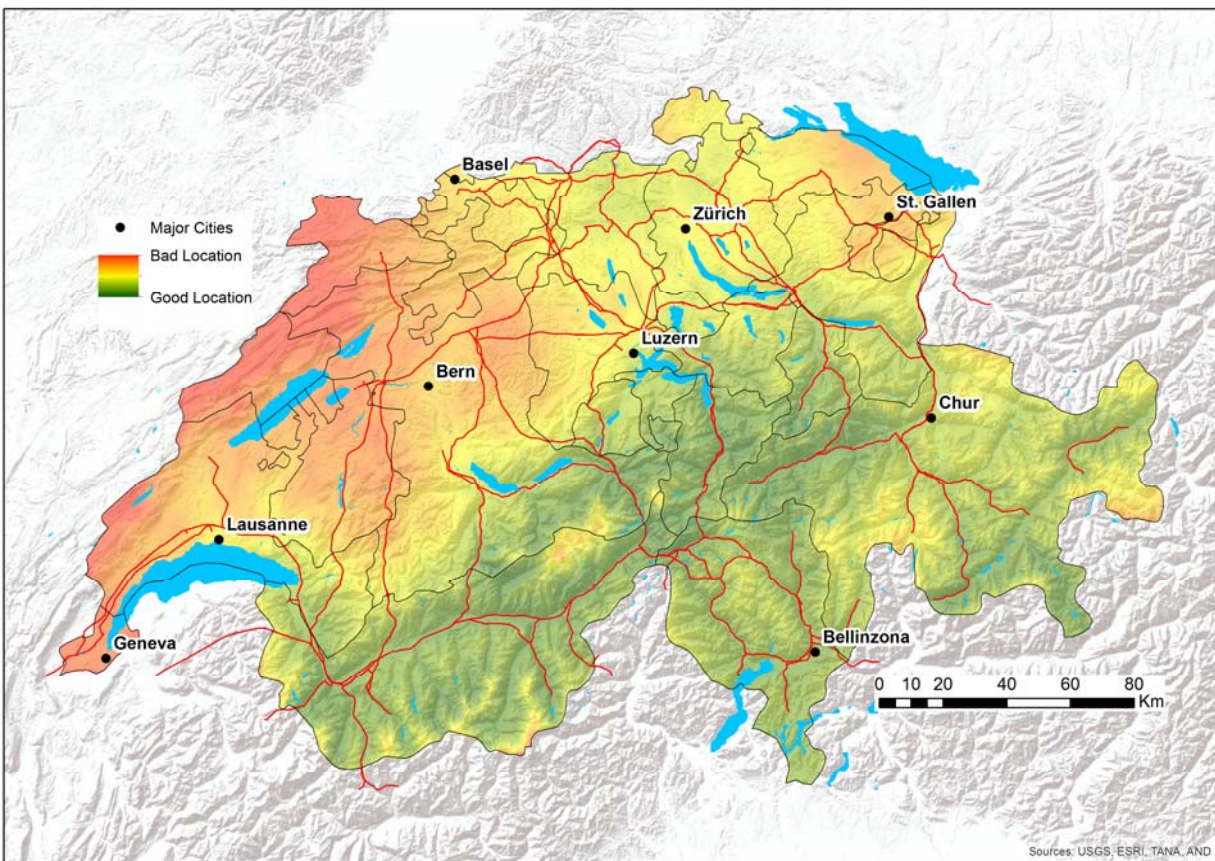 Basel
St. Gallen
Zürich
Major Cities
Bad Location
Good Location
Luzern
Bern
Chur
Lausanne
Geneva
Bellinzona
0 10 20 40 60 80
Km
Sources: USGS, ESRI, TANA, AND